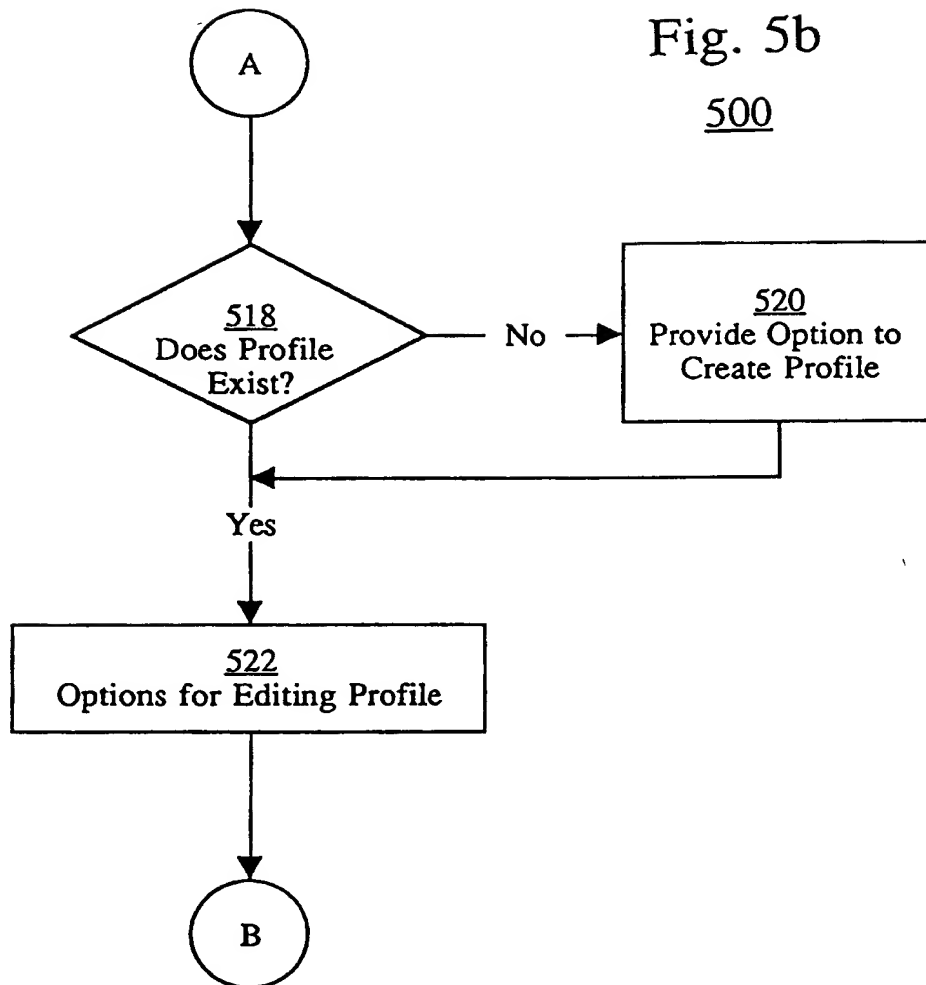 Fig. 5b
500
A
518
Does Profile
Exist?
No
520
Provide Option to
Create Profile
Yes
522
Options for Editing Profile
B